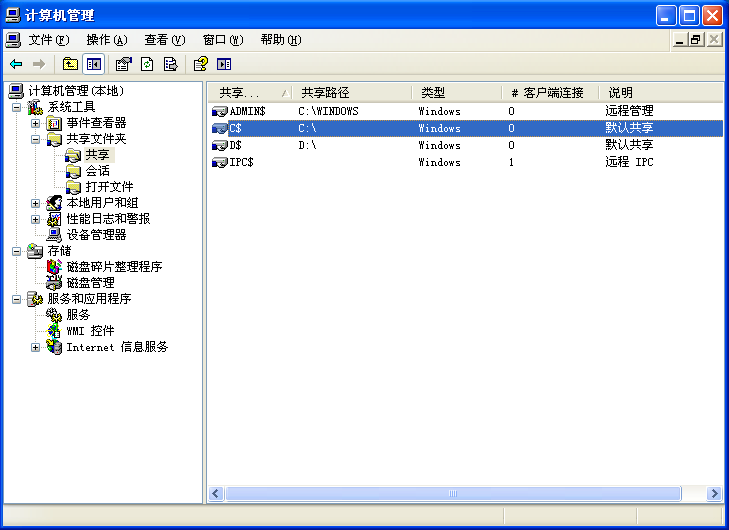 计算机管理
文件(F) 操作(A) 查看(V) 窗口(W) 帮助(H)
计算机管理(本地)
系统工具
事件查看器
共享文件夹
共享
会话
打开文件
本地用户和组
性能日志和警报
设备管理器
存储
磁盘碎片整理程序
磁盘管理
服务和应用程序
服务
WMI 控件
Internet 信息服务
共享... 共享路径 类型 # 客户端连接 说明
ADMIN$ C:\WINDOWS Windows 0 远程管理
C$ C:\ Windows 0 默认共享
D$ D:\ Windows 0 默认共享
IPC$ Windows 1 远程 IPC